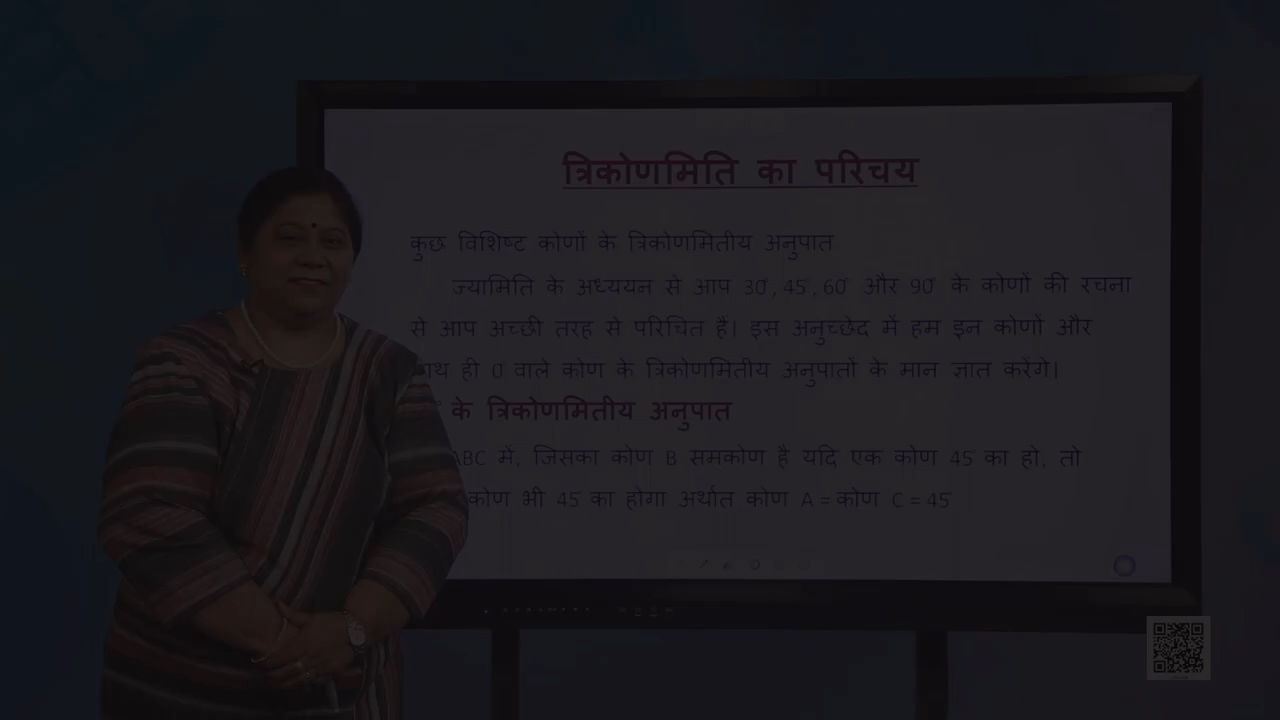 त्रिकोणमिति का परिचय
कुछ विशिष्ट कोणों के त्रिकोणमितीय अनुपात
ज्यामिति के अध्ययन से आप 30°, 45°, 60° और 90° के कोणों की रचना
से आप अच्छी तरह से परिचित हैं। इस अनुच्छेद में हम इन कोणों और
ही 0° वाले कोण के त्रिकोणमितीय अनुपातों के मान ज्ञात करेंगे।
के त्रिकोणमितीय अनुपात
ABC में, जिसका कोण B समकोण है यदि एक कोण 45° का हो, तो
कोण भी 45° का होगा अर्थात कोण A = कोण C = 45°